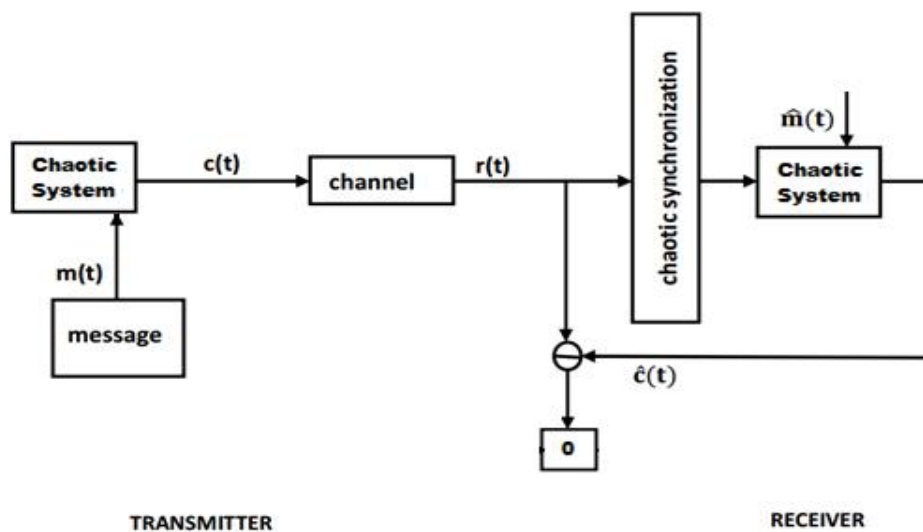 Chaotic
System
c(t)
channel
r(t)
chaotic synchronization
m̂(t)
Chaotic
System
m(t)
message
ĉ(t)
0
TRANSMITTER
RECEIVER